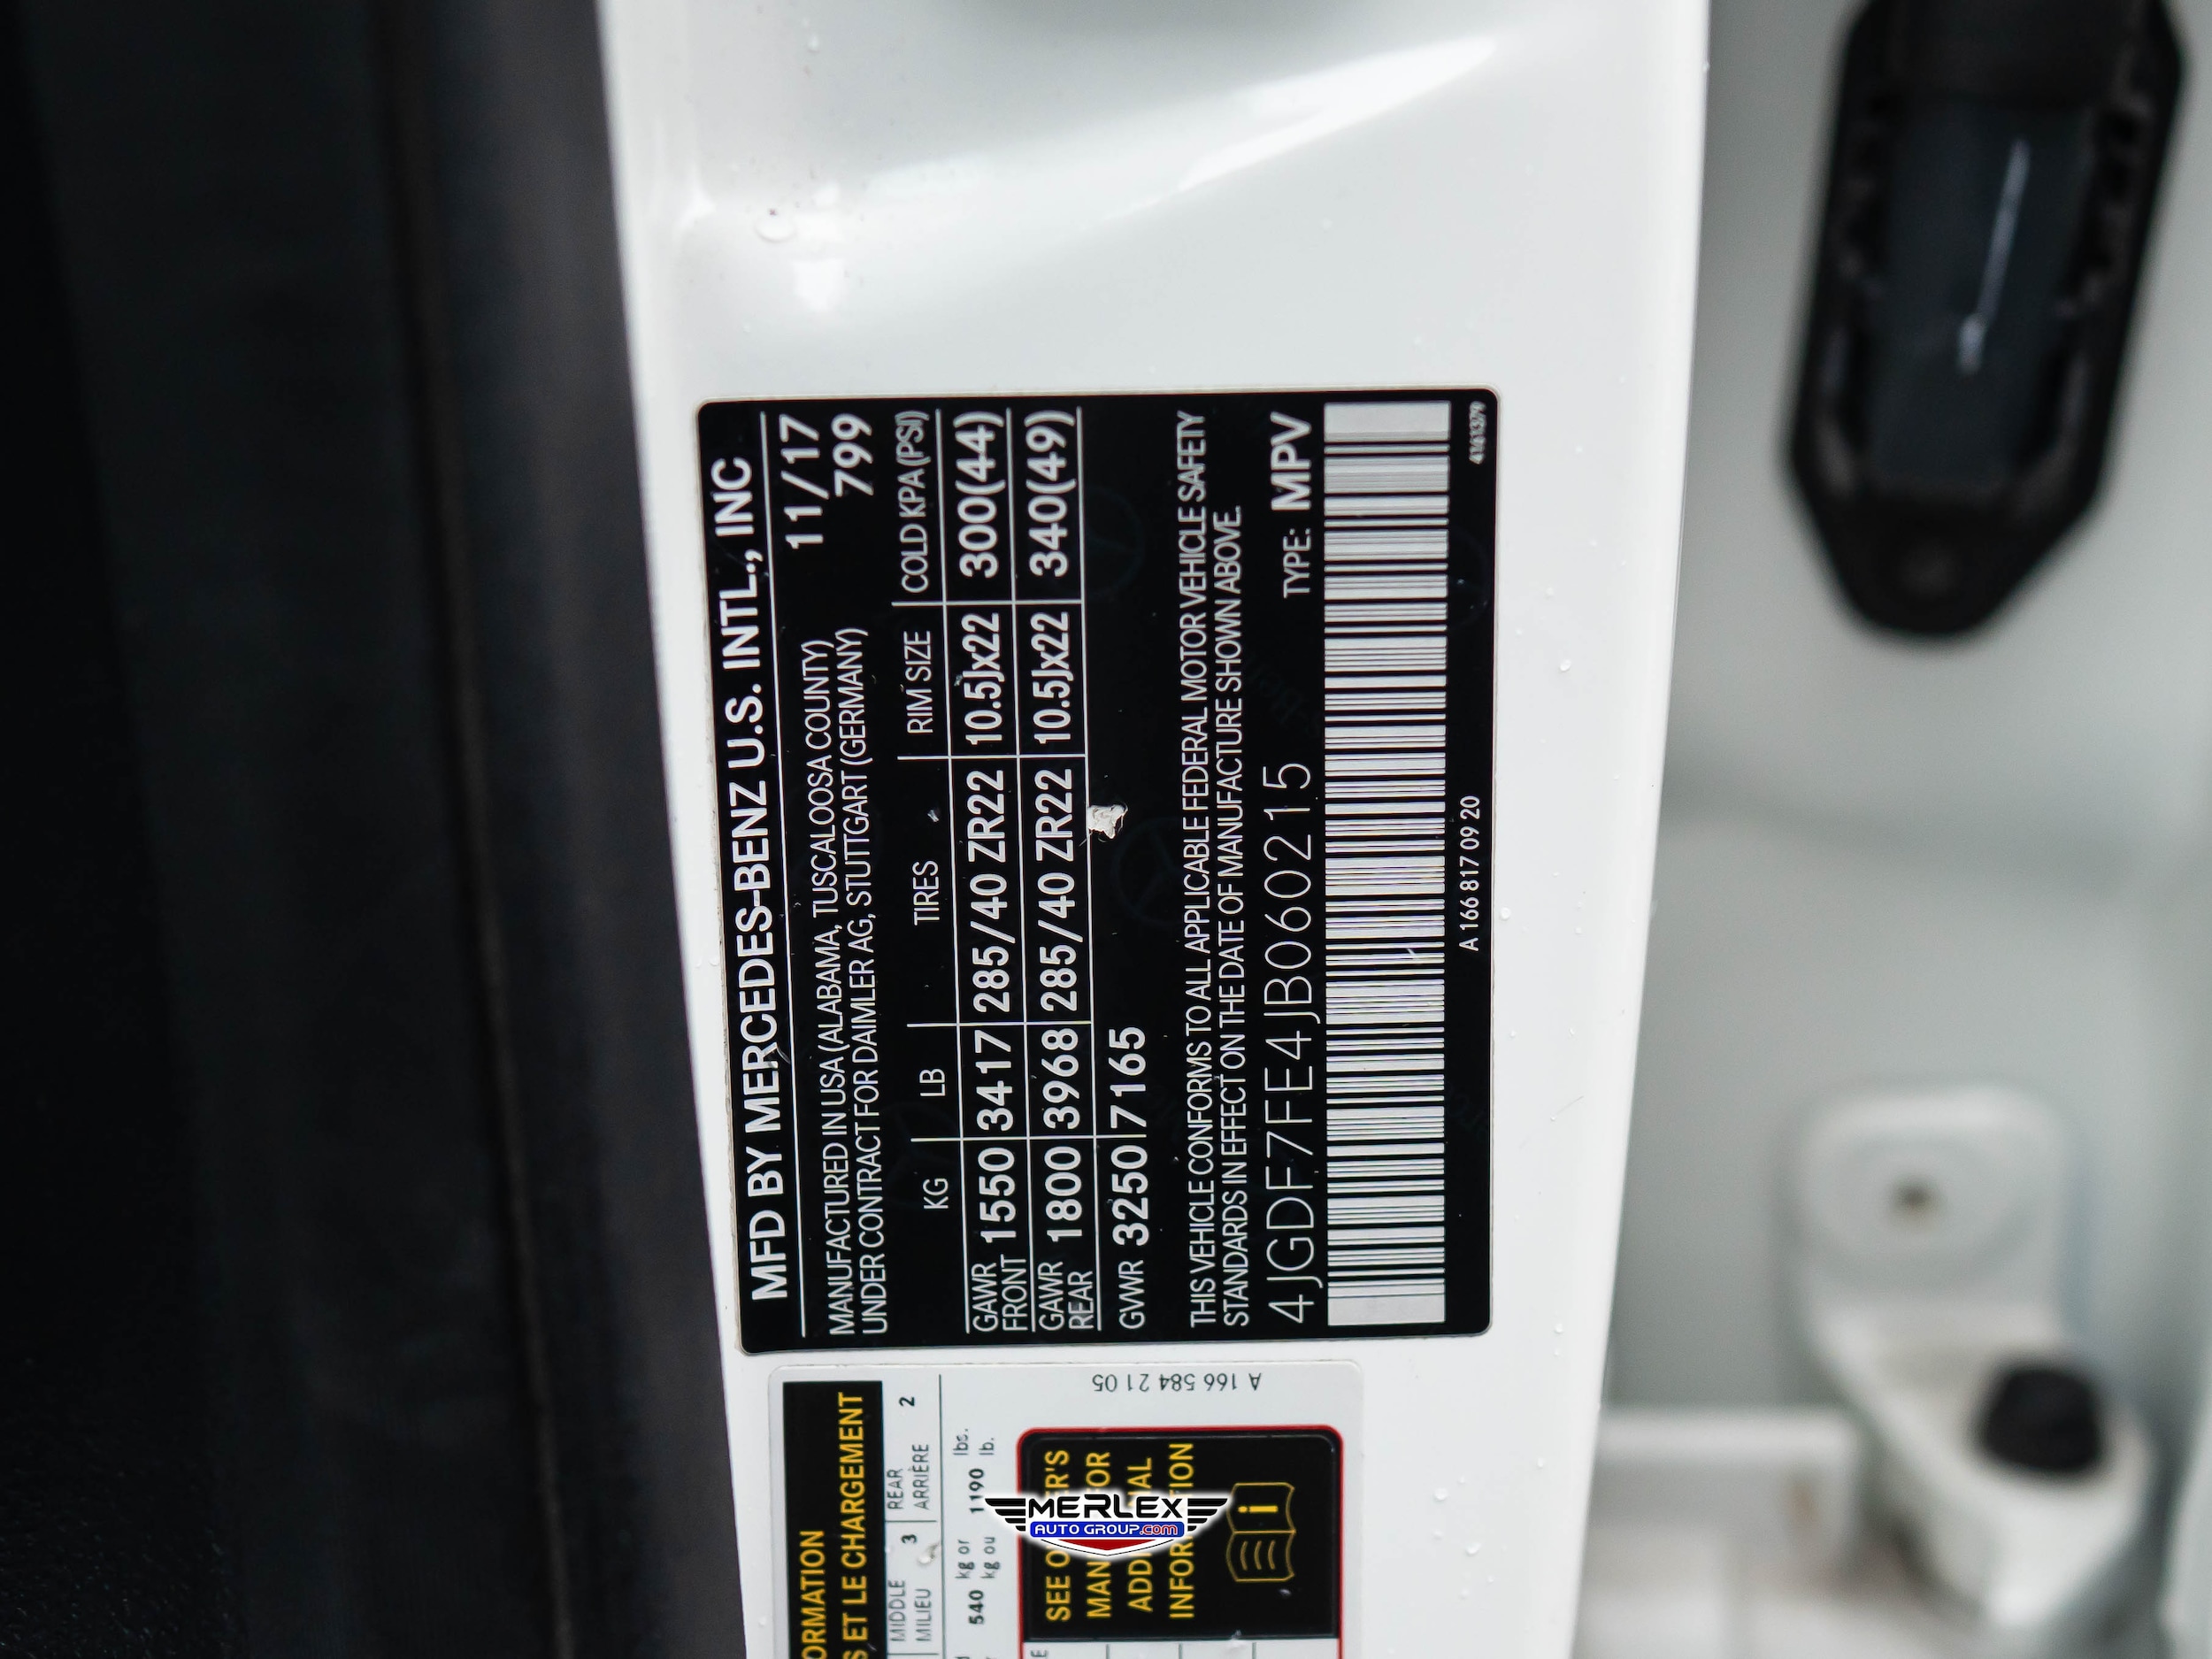 MFD BY MERCEDES-BENZ U.S. INTL., INC
11/17
MANUFACTURED IN USA (ALABAMA, TUSCALOOSA COUNTY)
799
UNDER CONTRACT FOR DAIMLER AG, STUTTGART (GERMANY)
KG LB TIRES RIM SIZE COLD KPA (PSI)
GAWR FRONT 1550 3417 285/40 ZR22 10.5Jx22 300(44)
GAWR REAR 1800 3968 285/40 ZR22 10.5Jx22 340(49)
GVWR 3250 7165
THIS VEHICLE CONFORMS TO ALL APPLICABLE FEDERAL MOTOR VEHICLE SAFETY
STANDARDS IN EFFECT ON THE DATE OF MANUFACTURE SHOWN ABOVE.
4JGDF7FE4JB060215 TYPE: MPV
A 166 817 09 20
A 166 584 21 05
ORMATION
S ET LE CHARGEMENT
MIDDLE 3 REAR 2
MILIEU ARRIÈRE
540 kg or 1190 lbs.
kg ou lb.
SEE O ER'S
MAN FOR
ADD AL
INFOR TION
i
MERLEX
AUTO GROUP.com